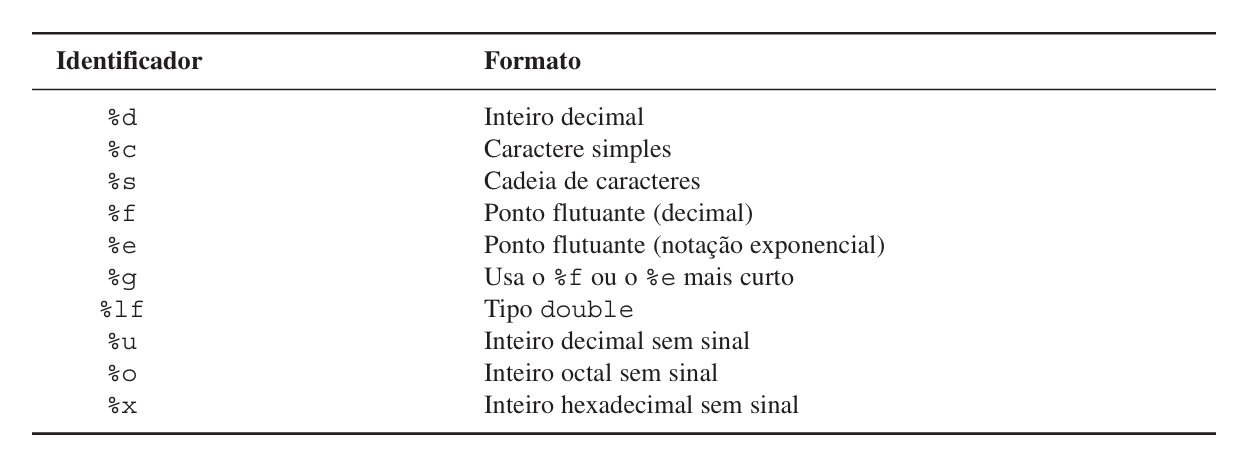 Identificador Formato
%d Inteiro decimal
%c Caractere simples
%s Cadeia de caracteres
%f Ponto flutuante (decimal)
%e Ponto flutuante (notação exponencial)
%g Usa o %f ou o %e mais curto
%lf Tipo double
%u Inteiro decimal sem sinal
%o Inteiro octal sem sinal
%x Inteiro hexadecimal sem sinal